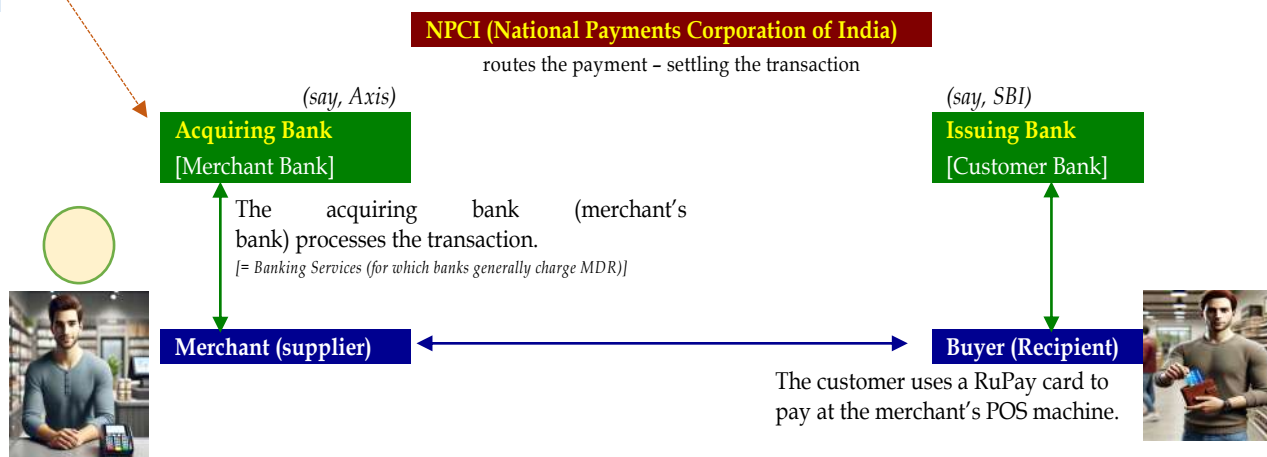 NPCI (National Payments Corporation of India)
routes the payment – settling the transaction
(say, Axis)
Acquiring Bank
[Merchant Bank]
(say, SBI)
Issuing Bank
[Customer Bank]
The acquiring bank (merchant's
bank) processes the transaction.
[= Banking Services (for which banks generally charge MDR)]
Merchant (supplier)
Buyer (Recipient)
The customer uses a RuPay card to
pay at the merchant's POS machine.